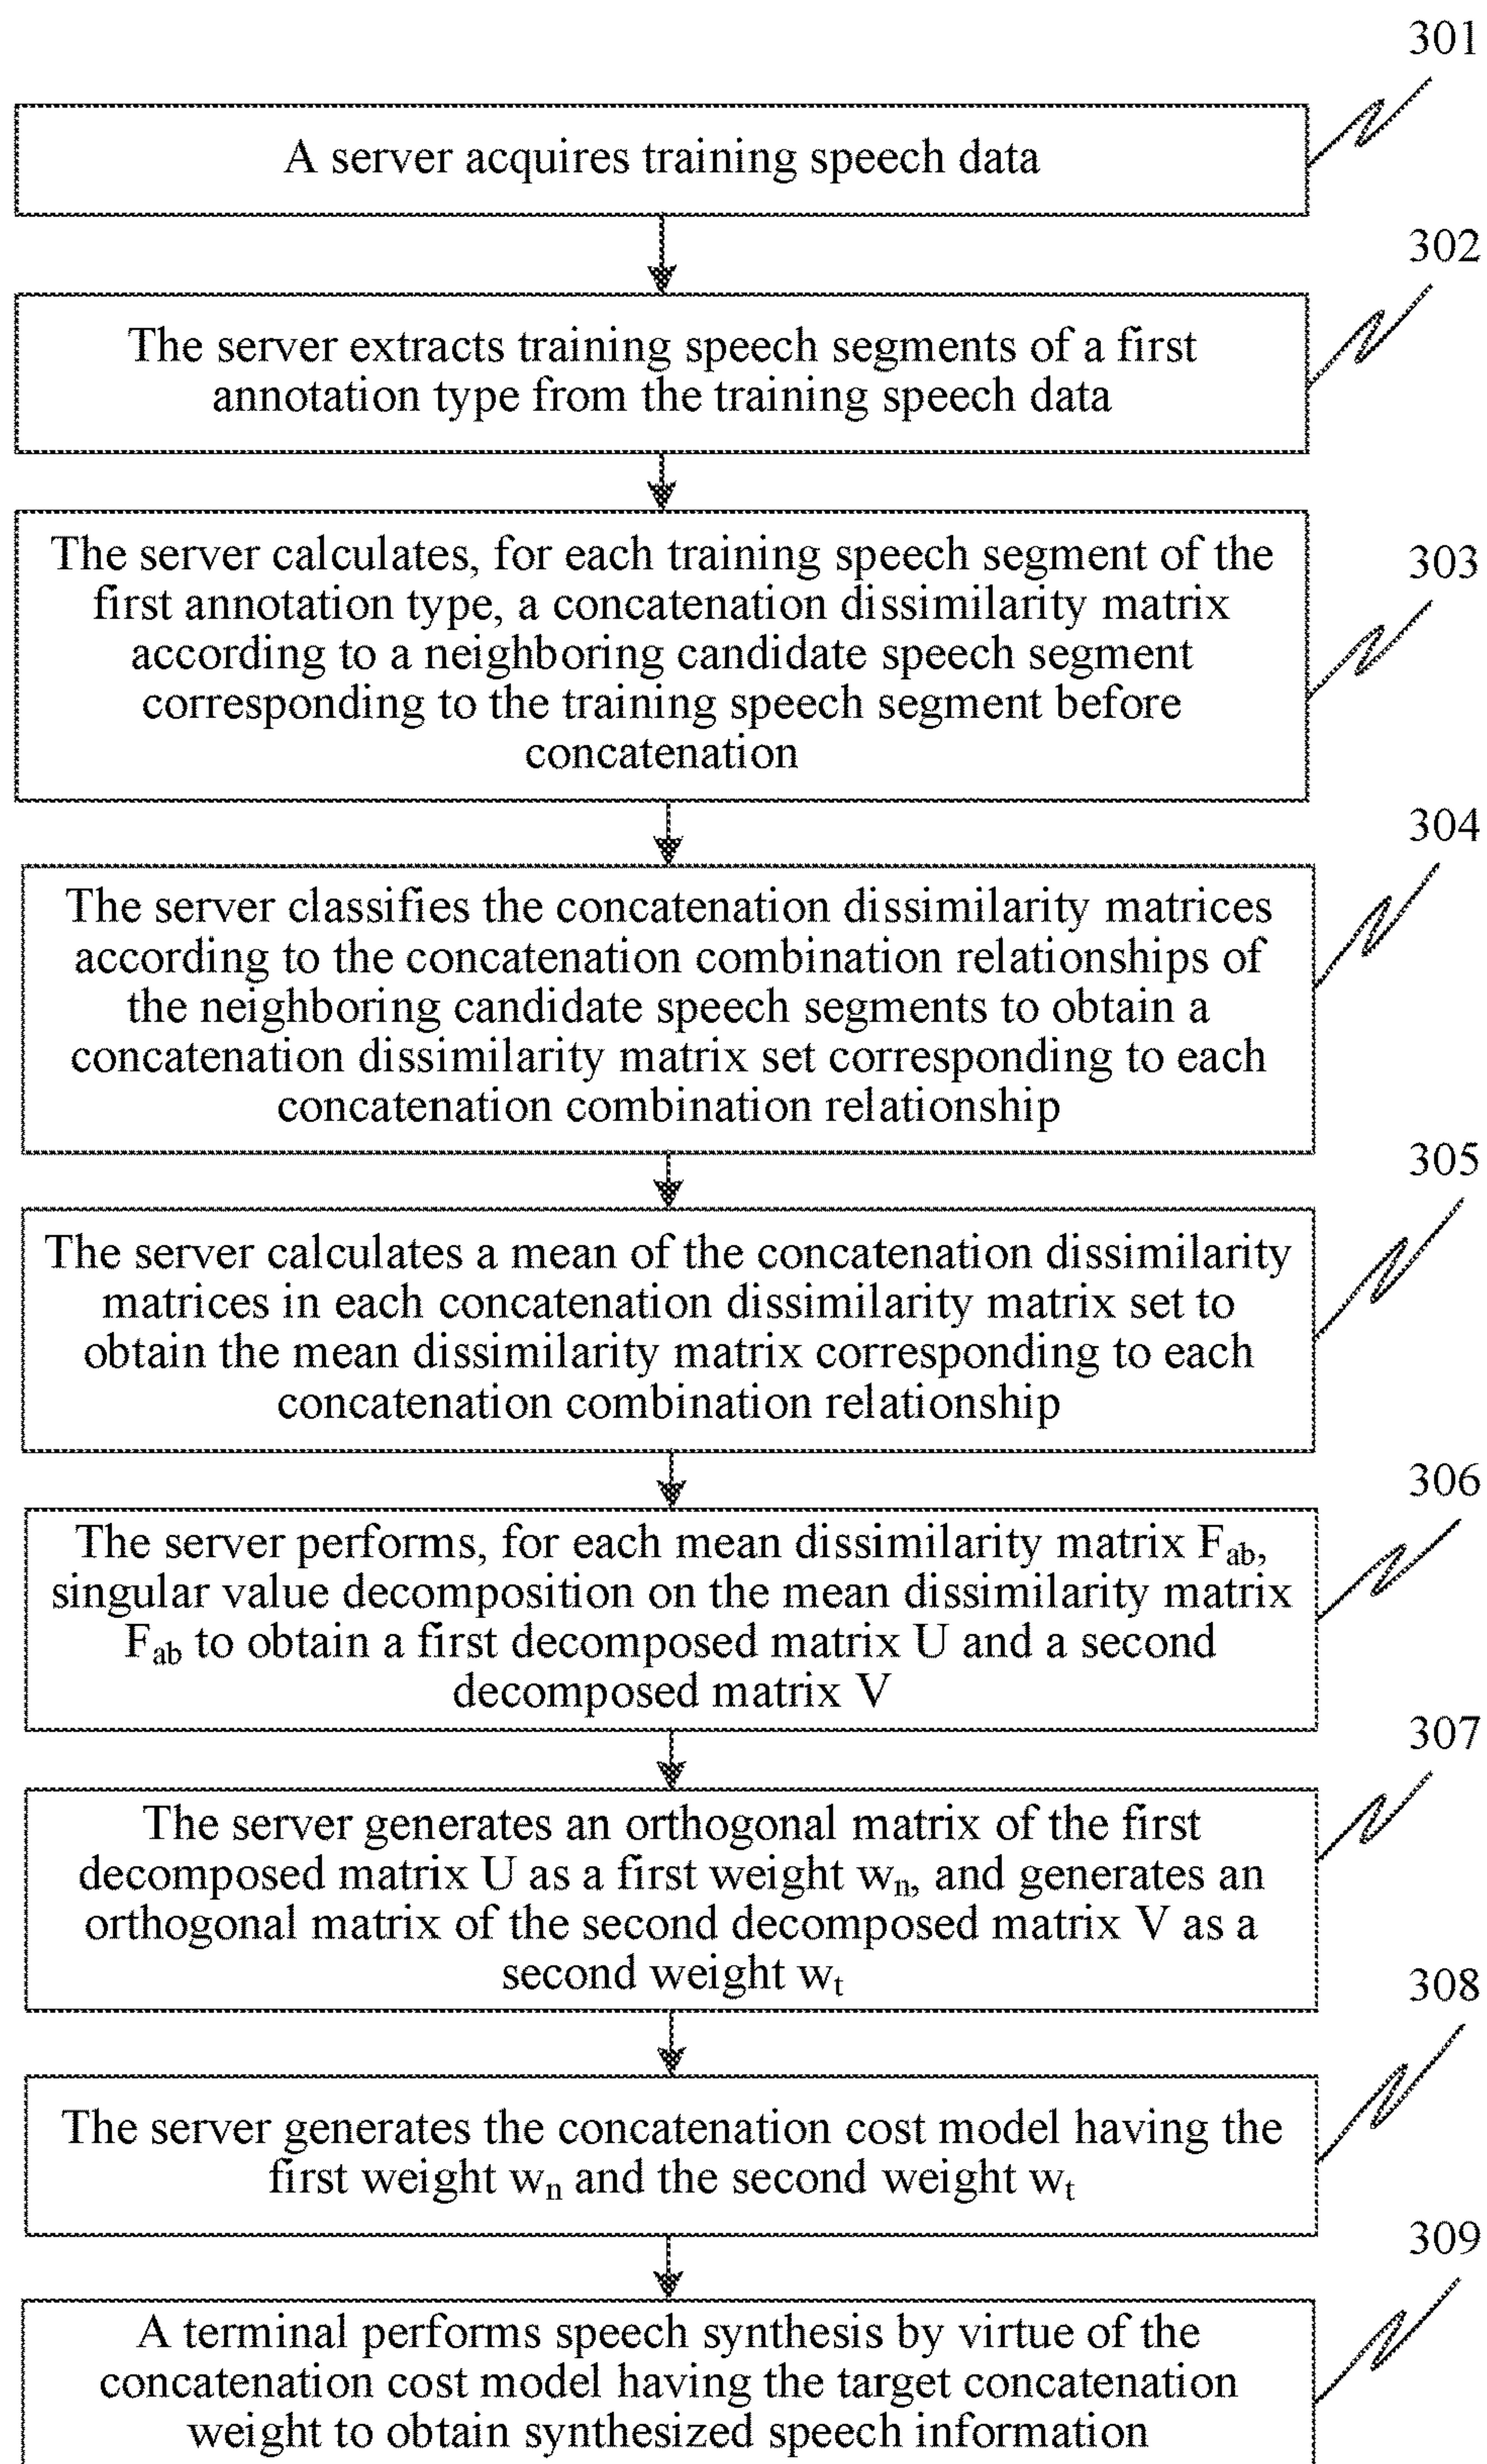 301
A server acquires training speech data
302
The server extracts training speech segments of a first
annotation type from the training speech data
303
The server calculates, for each training speech segment of the
first annotation type, a concatenation dissimilarity matrix
according to a neighboring candidate speech segment
corresponding to the training speech segment before
concatenation
304
The server classifies the concatenation dissimilarity matrices
according to the concatenation combination relationships of
the neighboring candidate speech segments to obtain a
concatenation dissimilarity matrix set corresponding to each
concatenation combination relationship
305
The server calculates a mean of the concatenation dissimilarity
matrices in each concatenation dissimilarity matrix set to
obtain the mean dissimilarity matrix corresponding to each
concatenation combination relationship
306
The server performs, for each mean dissimilarity matrix Fab,
singular value decomposition on the mean dissimilarity matrix
Fab to obtain a first decomposed matrix U and a second
decomposed matrix V
307
The server generates an orthogonal matrix of the first
decomposed matrix U as a first weight wn, and generates an
orthogonal matrix of the second decomposed matrix V as a
second weight wt
308
The server generates the concatenation cost model having the
first weight wn and the second weight wt
309
A terminal performs speech synthesis by virtue of the
concatenation cost model having the target concatenation
weight to obtain synthesized speech information